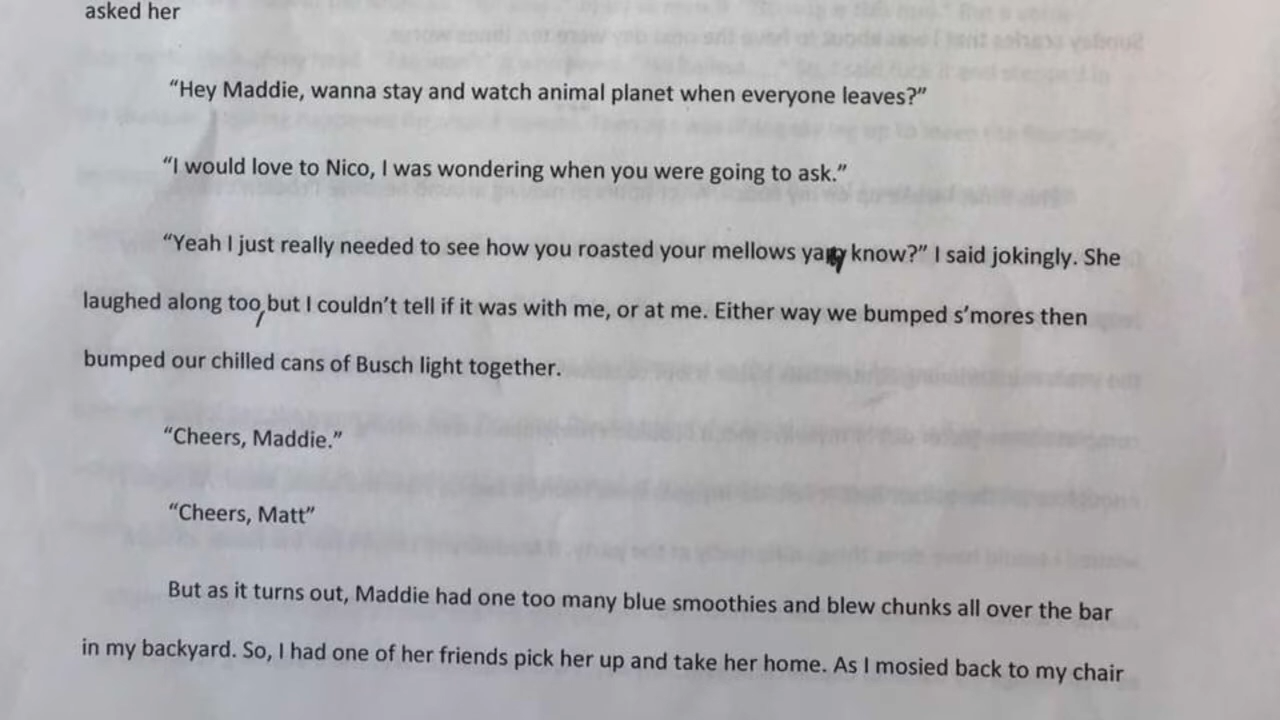 asked her
“Hey Maddie, wanna stay and watch animal planet when everyone leaves?”
“I would love to Nico, I was wondering when you were going to ask.”
“Yeah I just really needed to see how you roasted your mellows ya know?” I said jokingly. She
laughed along too, but I couldn’t tell if it was with me, or at me. Either way we bumped s’mores then
bumped our chilled cans of Busch light together.
“Cheers, Maddie.”
“Cheers, Matt”
But as it turns out, Maddie had one too many blue smoothies and blew chunks all over the bar
in my backyard. So, I had one of her friends pick her up and take her home. As I mosied back to my chair